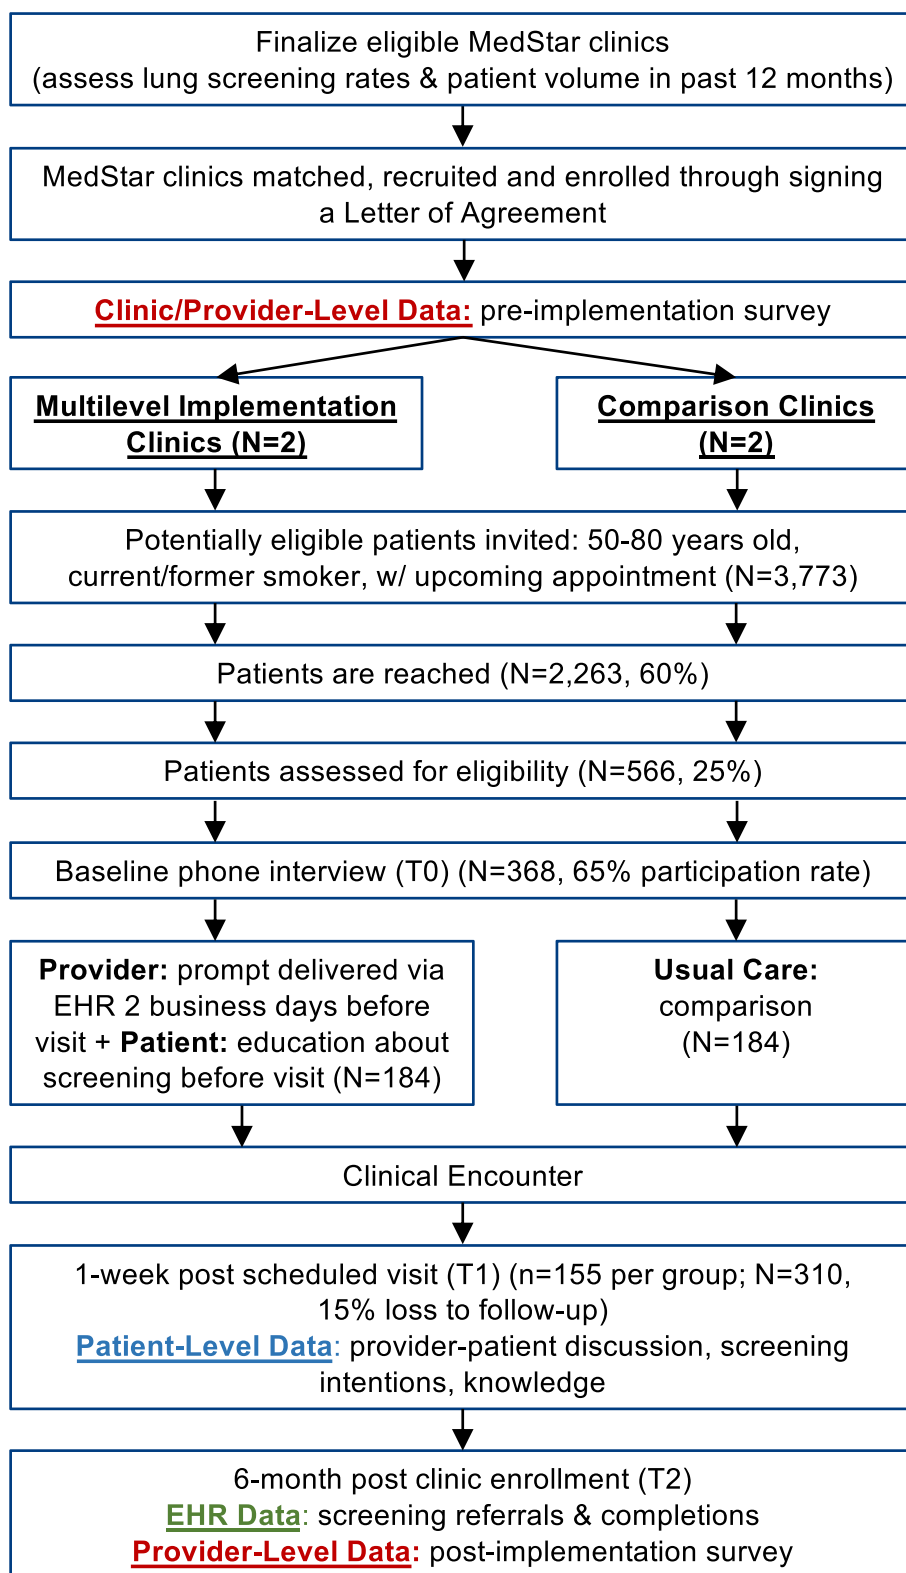 Finalize eligible MedStar clinics
(assess lung screening rates & patient volume in past 12 months)
MedStar clinics matched, recruited and enrolled through signing
a Letter of Agreement
Clinic/Provider-Level Data: pre-implementation survey
Multilevel Implementation
Clinics (N=2)
Comparison Clinics
(N=2)
Potentially eligible patients invited: 50-80 years old,
current/former smoker, w/ upcoming appointment (N=3,773)
Patients are reached (N=2,263, 60%)
Patients assessed for eligibility (N=566, 25%)
Baseline phone interview (T0) (N=368, 65% participation rate)
Provider: prompt delivered via
EHR 2 business days before
visit + Patient: education about
screening before visit (N=184)
Usual Care:
comparison
(N=184)
Clinical Encounter
1-week post scheduled visit (T1) (n=155 per group; N=310,
15% loss to follow-up)
Patient-Level Data: provider-patient discussion, screening
intentions, knowledge
6-month post clinic enrollment (T2)
EHR Data: screening referrals & completions
Provider-Level Data: post-implementation survey